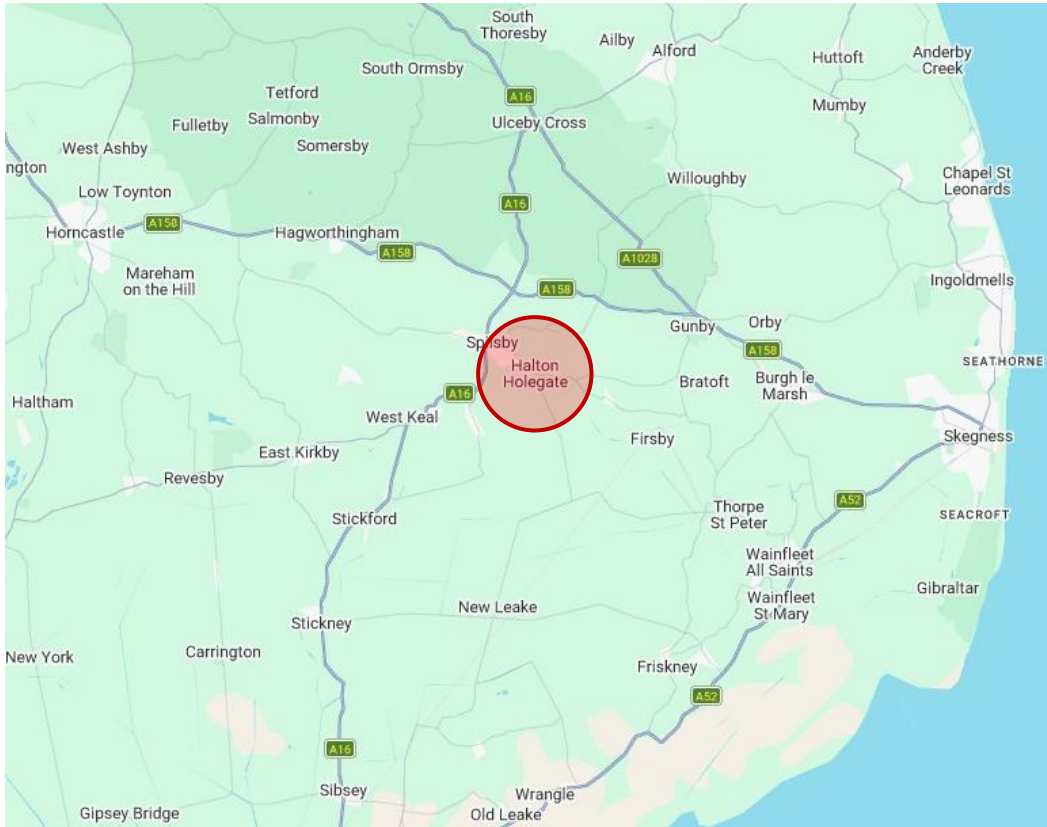 South
Thoresby
Ailby
Alford
Huttoft
Anderby
Creek
South Ormsby
Tetford
A16
Mumby
Salmonby
Fulletby
Ulceby Cross
Somersby
West Ashby
ngton
Willoughby
Chapel St
Leonards
Low Toynton
A16
A158
Horncastle
Hagworthingham
A158
A1028
Mareham
on the Hill
A158
Ingoldmells
Gunby
Orby
Spilsby
A158
SEATHORNE
Halton
Holegate
Bratoft
Burgh le
Marsh
A16
Haltham
West Keal
Firsby
Skegness
East Kirkby
Revesby
A52
Thorpe
St Peter
SEACROFT
Stickford
Wainfleet
All Saints
Gibraltar
New Leake
Wainfleet
St Mary
Stickney
New York
Carrington
Friskney
A52
A16
Sibsey
Wrangle
Gipsey Bridge
Old Leake